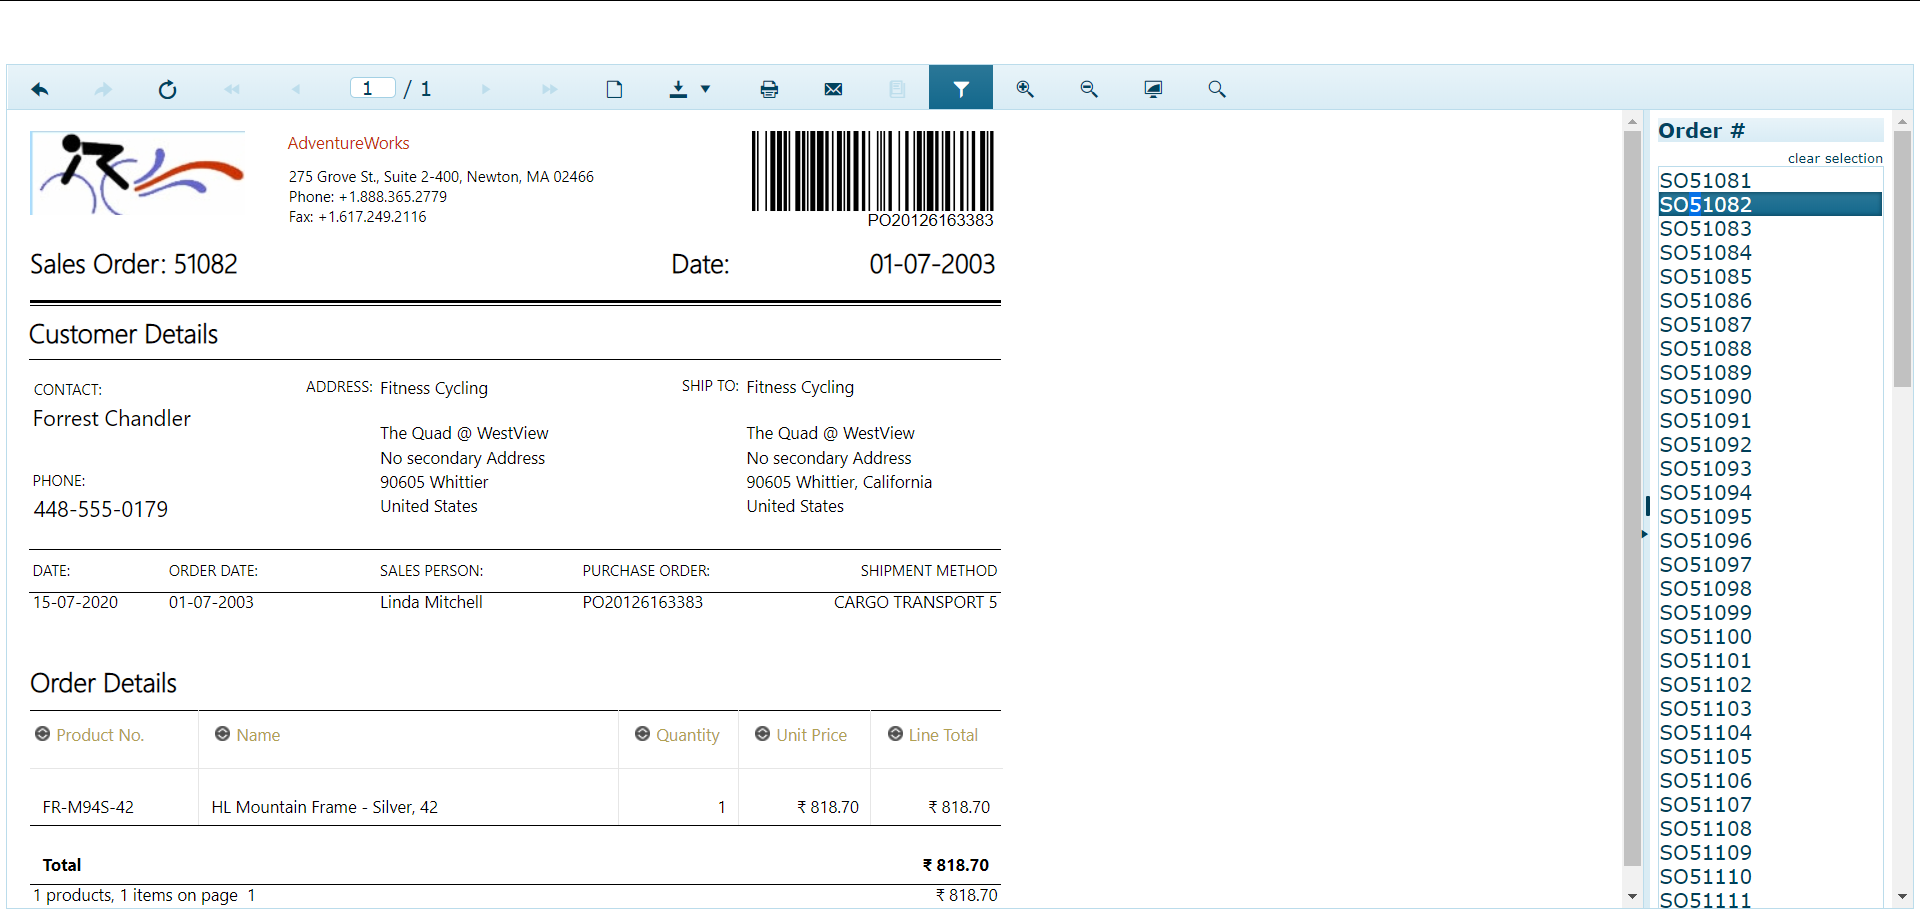 1 / 1
AdventureWorks
275 Grove St., Suite 2-400, Newton, MA 02466
Phone: +1.888.365.2779
Fax: +1.617.249.2116
PO20126163383
Sales Order: 51082 Date: 01-07-2003
Customer Details
CONTACT:
Forrest Chandler
PHONE:
448-555-0179
ADDRESS: Fitness Cycling
The Quad @ WestView
No secondary Address
90605 Whittier
United States
SHIP TO: Fitness Cycling
The Quad @ WestView
No secondary Address
90605 Whittier, California
United States
DATE: ORDER DATE: SALES PERSON: PURCHASE ORDER: SHIPMENT METHOD
15-07-2020 01-07-2003 Linda Mitchell PO20126163383 CARGO TRANSPORT 5
Order Details
Product No. Name Quantity Unit Price Line Total
FR-M94S-42 HL Mountain Frame - Silver, 42 1 ₹ 818.70 ₹ 818.70
Total ₹ 818.70
1 products, 1 items on page 1 ₹ 818.70
Order #
clear selection
SO51081
SO51082
SO51083
SO51084
SO51085
SO51086
SO51087
SO51088
SO51089
SO51090
SO51091
SO51092
SO51093
SO51094
SO51095
SO51096
SO51097
SO51098
SO51099
SO51100
SO51101
SO51102
SO51103
SO51104
SO51105
SO51106
SO51107
SO51108
SO51109
SO51110
SO51111